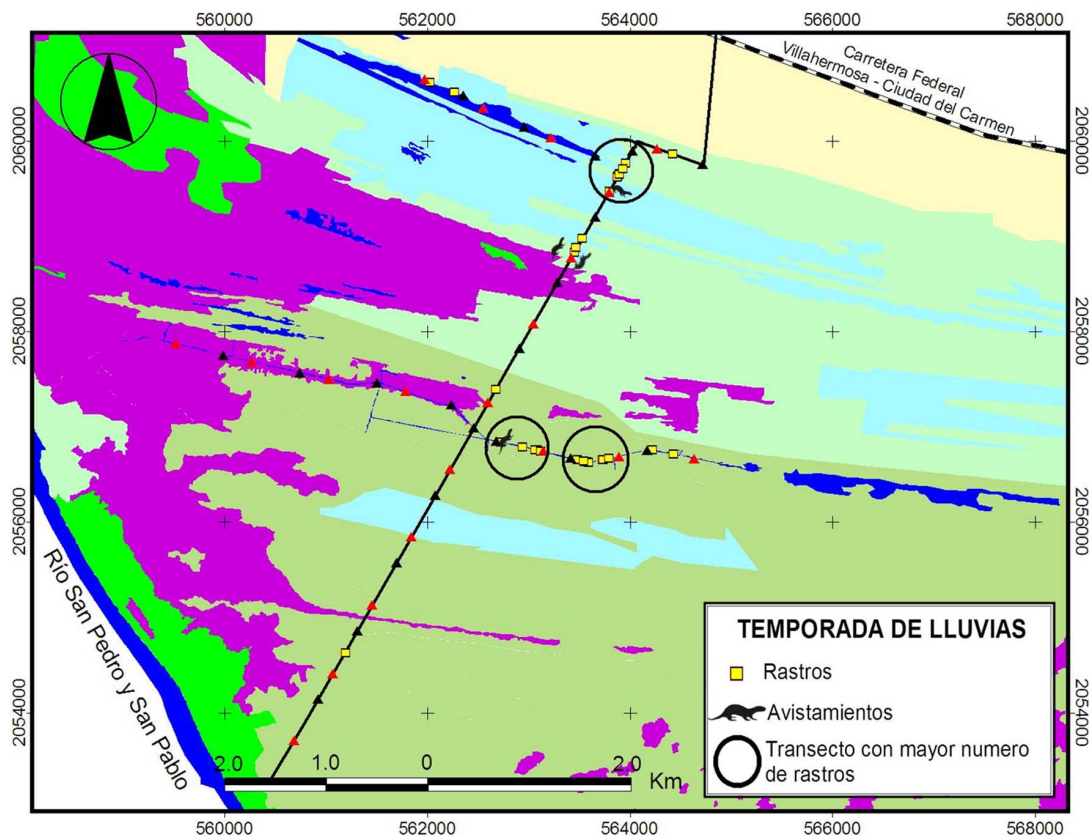 560000 562000 564000 566000 568000
Carretera Federal
Villahermosa - Ciudad del Carmen
2060000 2060000
2058000 2058000
2056000 2056000
Río San Pedro y San Pablo
TEMPORADA DE LLUVIAS
Rastros
2054000 2054000
Avistamientos
Transecto con mayor numero
de rastros
2.0 1.0 0 2.0
Km
560000 562000 564000 566000 568000